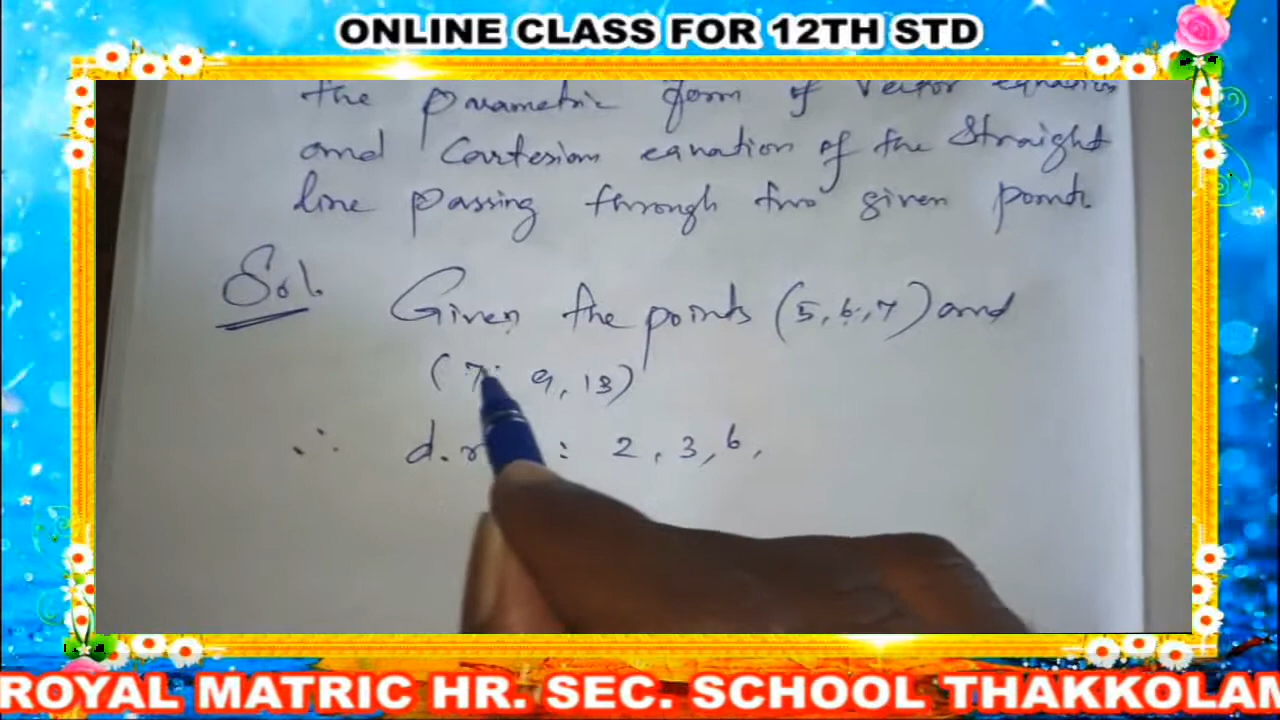 ONLINE CLASS FOR 12TH STD
the parametric form of Vector equation
and Cartesian equation of the Straight
line passing through two given points
Sol.
Given the points (5, 6, 7) and
(7, 9, 13)
∴ d.r : 2, 3, 6,
ROYAL MATRIC HR. SEC. SCHOOL THAKKOLAM